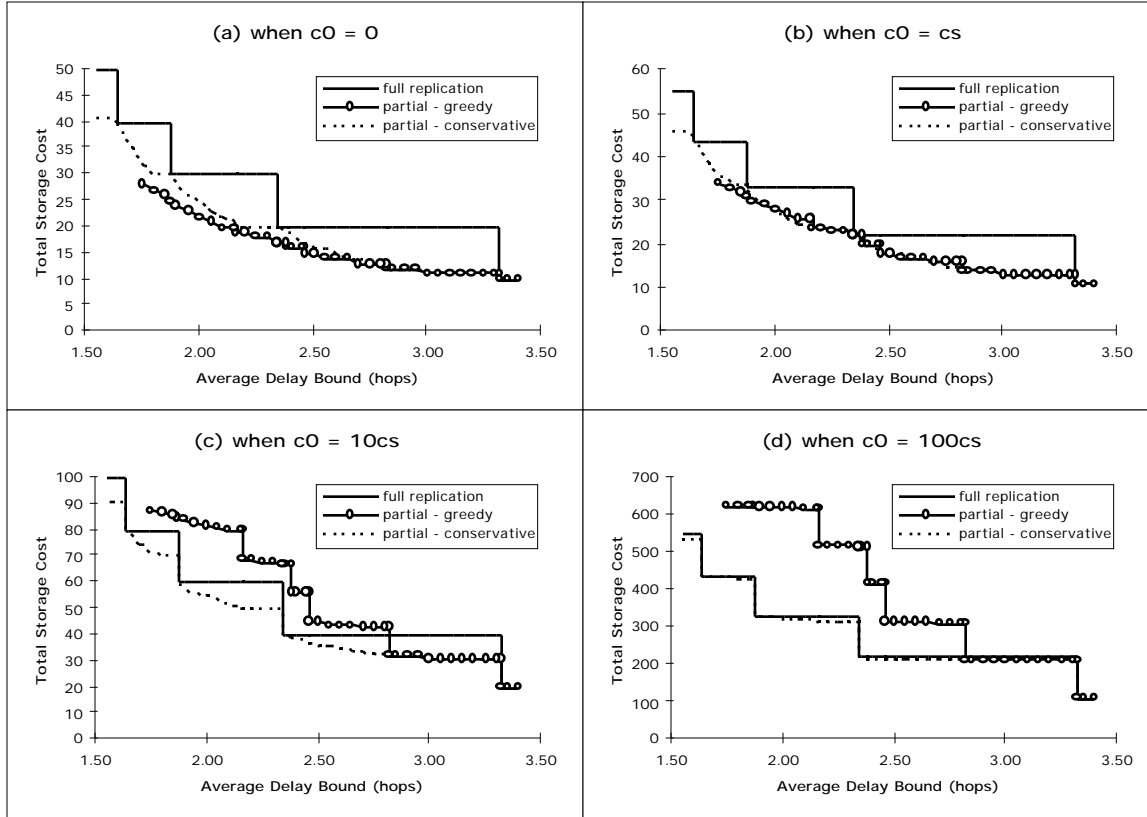 (a) when c0 = 0
Total Storage Cost
50
45
40
35
30
25
20
15
10
5
0
full replication
partial - greedy
partial - conservative
1.50 2.00 2.50 3.00 3.50
Average Delay Bound (hops)
(b) when c0 = cs
Total Storage Cost
60
50
40
30
20
10
0
full replication
partial - greedy
partial - conservative
1.50 2.00 2.50 3.00 3.50
Average Delay Bound (hops)
(c) when c0 = 10cs
Total Storage Cost
100
90
80
70
60
50
40
30
20
10
0
full replication
partial - greedy
partial - conservative
1.50 2.00 2.50 3.00 3.50
Average Delay Bound (hops)
(d) when c0 = 100cs
Total Storage Cost
700
600
500
400
300
200
100
0
full replication
partial - greedy
partial - conservative
1.50 2.00 2.50 3.00 3.50
Average Delay Bound (hops)